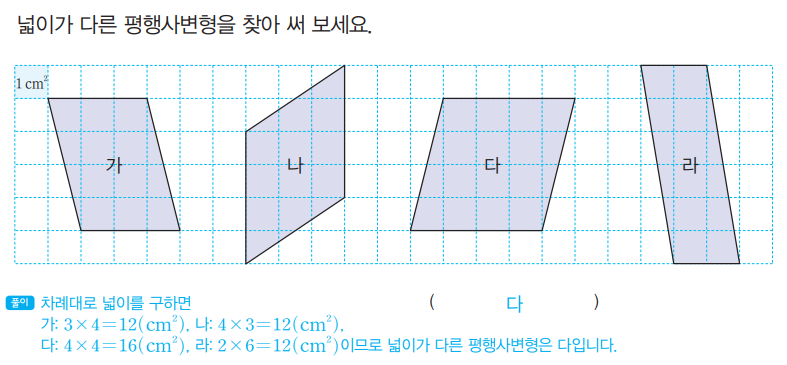 넓이가 다른 평행사변형을 찾아 써 보세요.
1 cm²
가
나
다
라
( 다 )
풀이 차례대로 넓이를 구하면
가: 3×4=12(cm²), 나: 4×3=12(cm²),
다: 4×4=16(cm²), 라: 2×6=12(cm²)이므로 넓이가 다른 평행사변형은 다입니다.